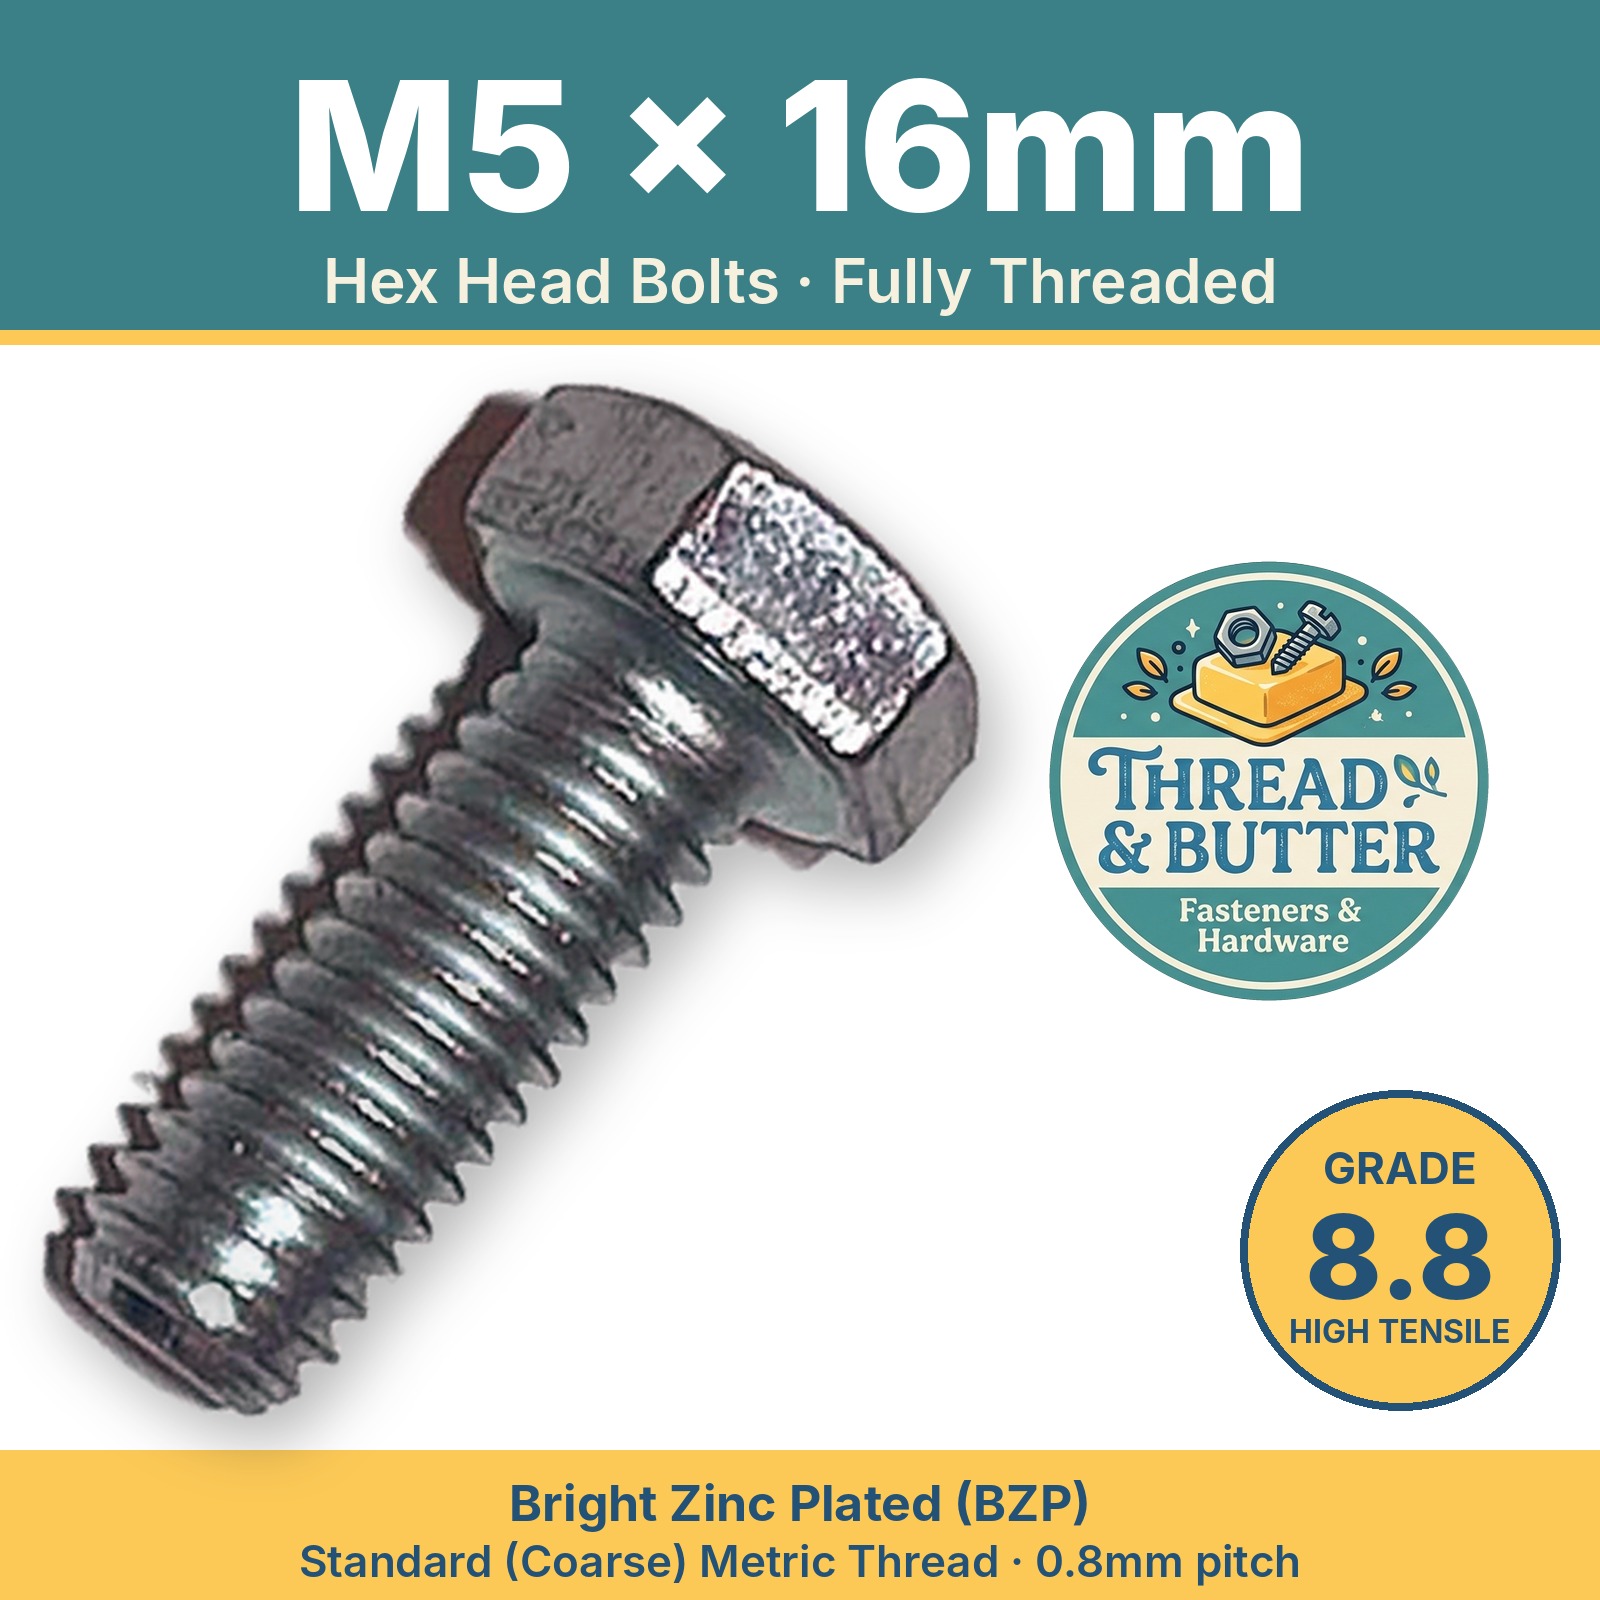 M5 × 16mm
Hex Head Bolts · Fully Threaded
THREAD
& BUTTER
Fasteners &
Hardware
GRADE
8.8
HIGH TENSILE
Bright Zinc Plated (BZP)
Standard (Coarse) Metric Thread · 0.8mm pitch